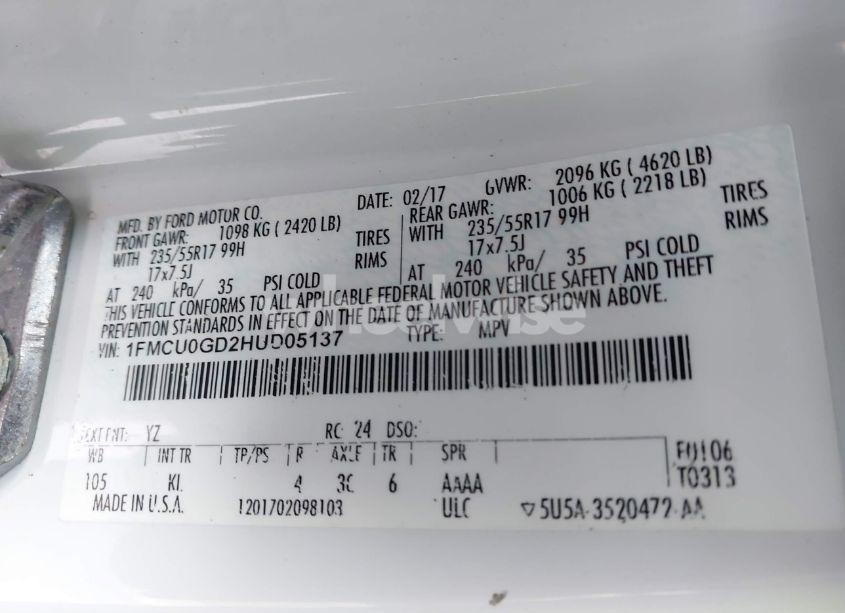 MFD. BY FORD MOTOR CO. DATE: 02/17 GVWR: 2096 KG ( 4620 LB)
FRONT GAWR: 1098 KG ( 2420 LB) REAR GAWR: 1006 KG ( 2218 LB)
WITH 235/55R17 99H TIRES WITH 235/55R17 99H TIRES
17x7.5J RIMS 17x7.5J RIMS
AT 240 kPa/ 35 PSI COLD AT 240 kPa/ 35 PSI COLD
THIS VEHICLE CONFORMS TO ALL APPLICABLE FEDERAL MOTOR VEHICLE SAFETY AND THEFT
PREVENTION STANDARDS IN EFFECT ON THE DATE OF MANUFACTURE SHOWN ABOVE.
VIN: 1FMCU0GD2HUD05137 TYPE: MPV
EXT PNT: YZ RC: 24 DSO:
WB INT TR TP/PS R AXLE TR SPR F0106
105 4 6 AAAA T0313
MADE IN U.S.A. 1201702098103 ULC ▽5U5A-3520472-AA